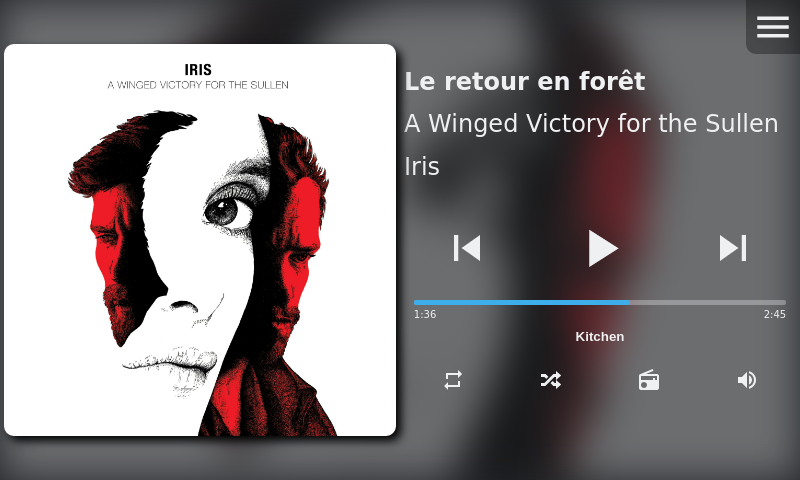 IRIS
A WINGED VICTORY FOR THE SULLEN
Le retour en forêt
A Winged Victory for the Sullen
Iris
1:36 2:45
Kitchen